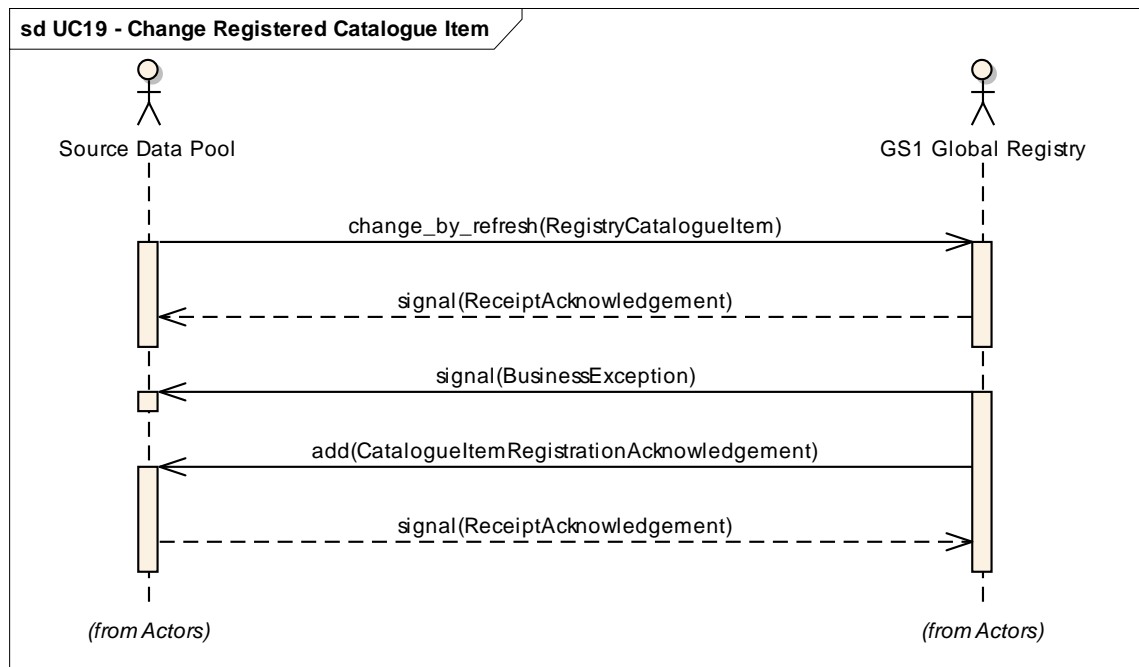 sd UC19 - Change Registered Catalogue Item
Source Data Pool
GS1 Global Registry
change_by_refresh(RegistryCatalogueItem)
signal(ReceiptAcknowledgement)
signal(BusinessException)
add(CatalogueItemRegistrationAcknowledgement)
signal(ReceiptAcknowledgement)
(from Actors)
(from Actors)